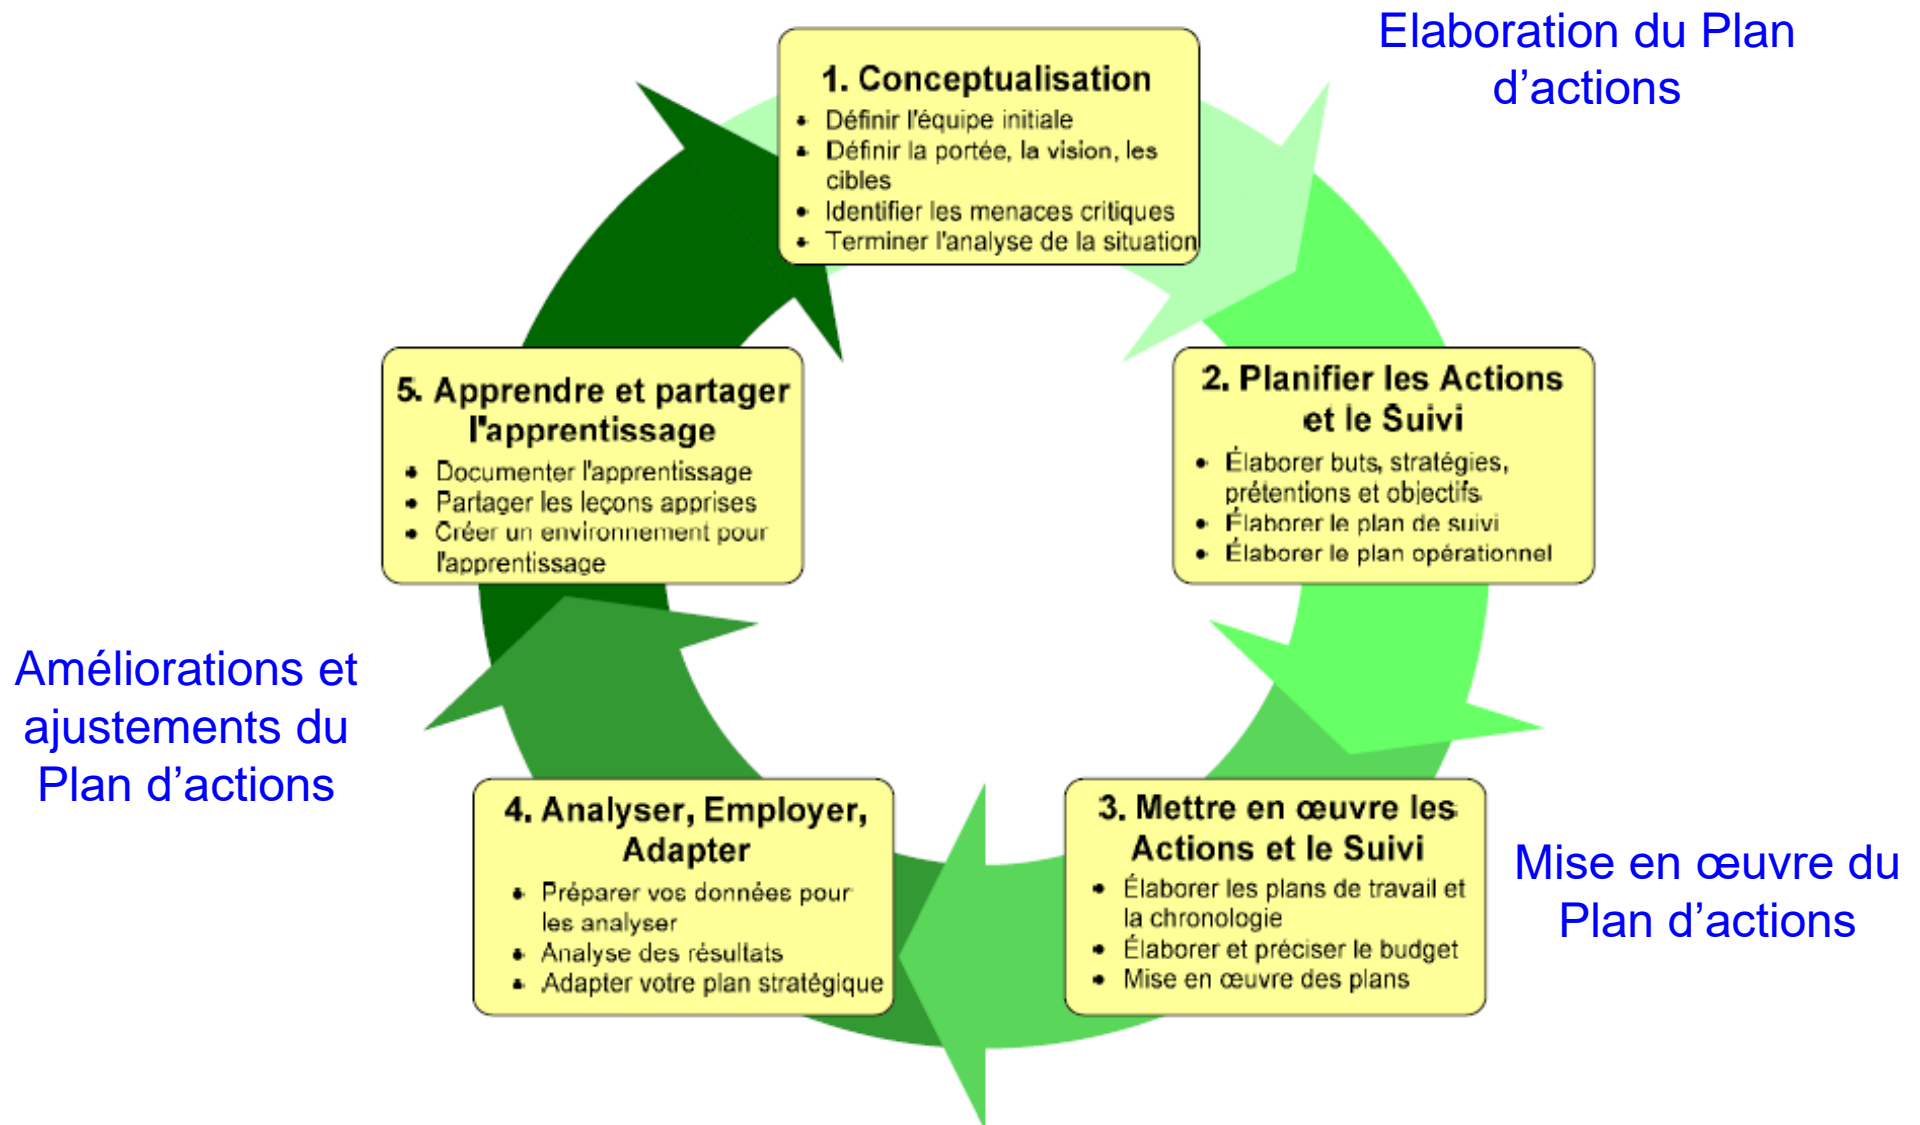 Elaboration du Plan
d’actions
1. Conceptualisation
• Définir l'équipe initiale
• Définir la portée, la vision, les
cibles
• Identifier les menaces critiques
• Terminer l'analyse de la situation
2. Planifier les Actions
et le Suivi
• Élaborer buts, stratégies,
prétentions et objectifs
• Élaborer le plan de suivi
• Élaborer le plan opérationnel
3. Mettre en œuvre les
Actions et le Suivi
• Élaborer les plans de travail et
la chronologie
• Élaborer et préciser le budget
• Mise en œuvre des plans
Mise en œuvre du
Plan d’actions
4. Analyser, Employer,
Adapter
• Préparer vos données pour
les analyser
• Analyse des résultats
• Adapter votre plan stratégique
Améliorations et
ajustements du
Plan d’actions
5. Apprendre et partager
l'apprentissage
• Documenter l'apprentissage
• Partager les leçons apprises
• Créer un environnement pour
l'apprentissage